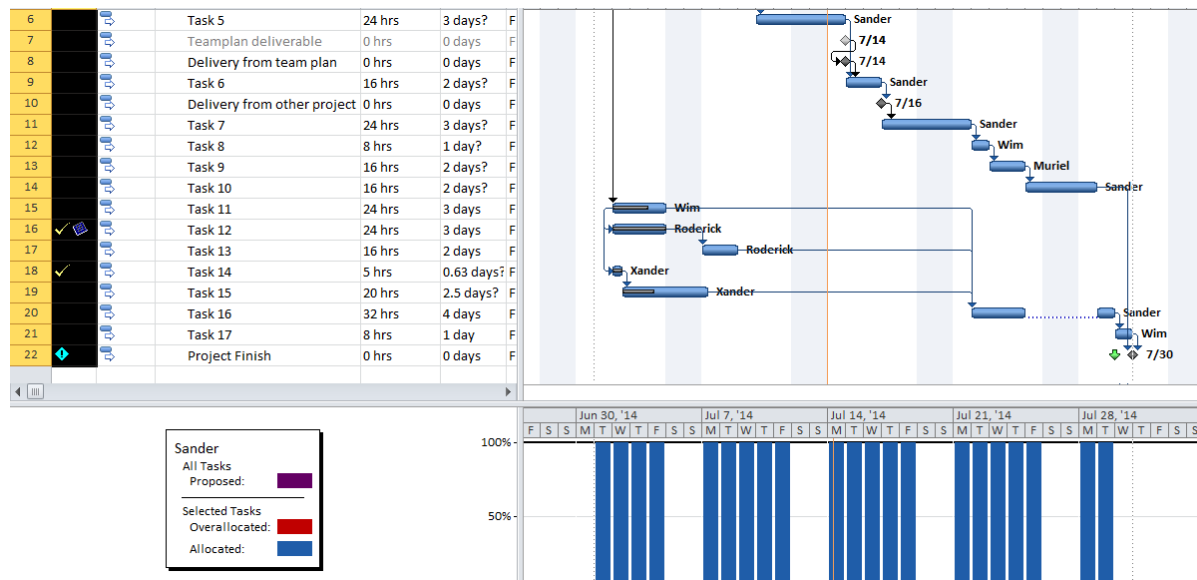 6 Task 5 24 hrs 3 days? F Sander
7 Teamplan deliverable 0 hrs 0 days F 7/14
8 Delivery from team plan 0 hrs 0 days F 7/14
9 Task 6 16 hrs 2 days? F Sander
10 Delivery from other project 0 hrs 0 days F 7/16
11 Task 7 24 hrs 3 days? F Sander
12 Task 8 8 hrs 1 day? F Wim
13 Task 9 16 hrs 2 days? F Muriel
14 Task 10 16 hrs 2 days? F Sander
15 Task 11 24 hrs 3 days F Wim
16 Task 12 24 hrs 3 days F Roderick
17 Task 13 16 hrs 2 days F Roderick
18 Task 14 5 hrs 0.63 days? F Xander
19 Task 15 20 hrs 2.5 days? F Xander
20 Task 16 32 hrs 4 days F Sander
21 Task 17 8 hrs 1 day F Wim
22 Project Finish 0 hrs 0 days F 7/30
Jun 30, '14 Jul 7, '14 Jul 14, '14 Jul 21, '14 Jul 28, '14
F S S M T W T F S S M T W T F S S M T W T F S S M T W T F S S M T W T F S S
100%
50%
Sander
All Tasks
Proposed:
Selected Tasks
Overallocated:
Allocated: